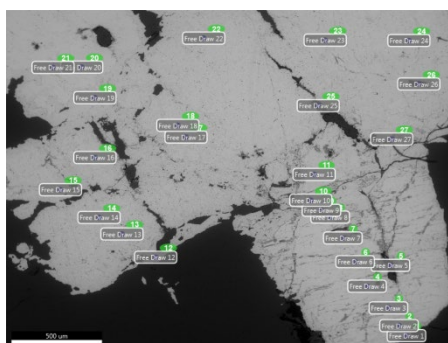 22
Free Draw 22
23
Free Draw 23
24
Free Draw 24
21
20
Free Draw 21
Draw 20
26
Free Draw 26
19
Free Draw 19
25
Free Draw 25
18
Free Draw 18
Free Draw 17
27
Free Draw 27
16
Free Draw 16
11
Free Draw 11
15
Free Draw 15
10
Free Draw 10
Free Draw 9
Free Draw 8
14
Free Draw 14
13
Free Draw 13
7
Free Draw 7
12
Free Draw 12
6
Free Draw 6
5
Free Draw 5
4
Free Draw 4
3
Free Draw 3
2
Free Draw 2
Free Draw 1
500 um